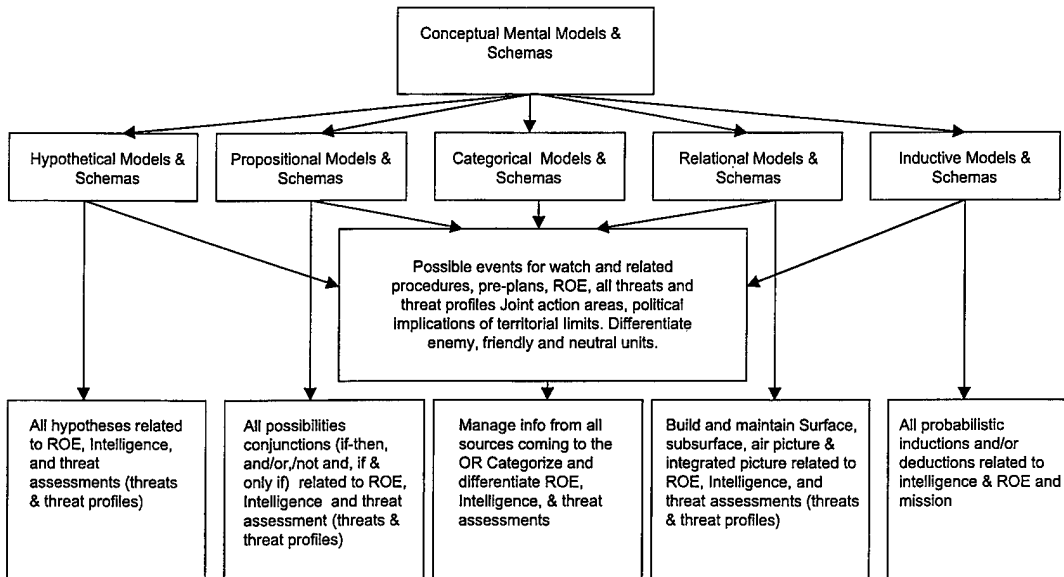 Conceptual Mental Models &
Schemas
Hypothetical Models &
Schemas
Propositional Models &
Schemas
Categorical Models &
Schemas
Relational Models &
Schemas
Inductive Models &
Schemas
Possible events for watch and related
procedures, pre-plans, ROE, all threats and
threat profiles Joint action areas, political
implications of territorial limits. Differentiate
enemy, friendly and neutral units.
All hypotheses related
to ROE, Intelligence,
and threat
assessments (threats
& threat profiles)
All possibilities
conjunctions (if-then,
and/or,/not and, if &
only if) related to ROE,
Intelligence and threat
assessment (threats &
threat profiles)
Manage info from all
sources coming to the
OR Categorize and
differentiate ROE,
Intelligence, & threat
assessments
Build and maintain Surface,
subsurface, air picture &
integrated picture related to
ROE, Intelligence, and
threat assessments (threats
& threat profiles)
All probabilistic
inductions and/or
deductions related to
intelligence & ROE and
mission